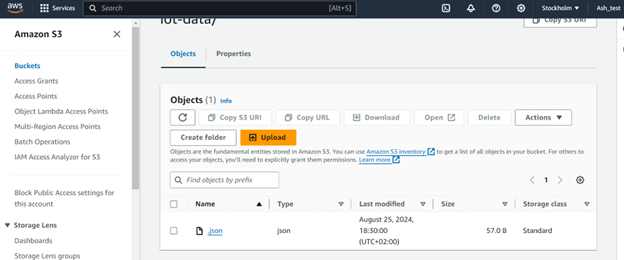 aws
Services
Search
[Alt+S]
Stockholm
Ash_test
iot-data/
Copy S3 URI
Amazon S3
Buckets
Access Grants
Access Points
Object Lambda Access Points
Multi-Region Access Points
Batch Operations
IAM Access Analyzer for S3
Block Public Access settings for
this account
Storage Lens
Dashboards
Storage Lens groups
Objects
Properties
Objects (1)
Info
Copy S3 URI
Copy URL
Download
Open
Delete
Actions
Create folder
Upload
Objects are the fundamental entities stored in Amazon S3. You can use Amazon S3 inventory to get a list of all objects in your bucket. For others to
access your objects, you'll need to explicitly grant them permissions. Learn more
Find objects by prefix
1
Name
Type
Last modified
Size
Storage class
.json
json
August 25, 2024,
18:30:00
(UTC+02:00)
57.0 B
Standard